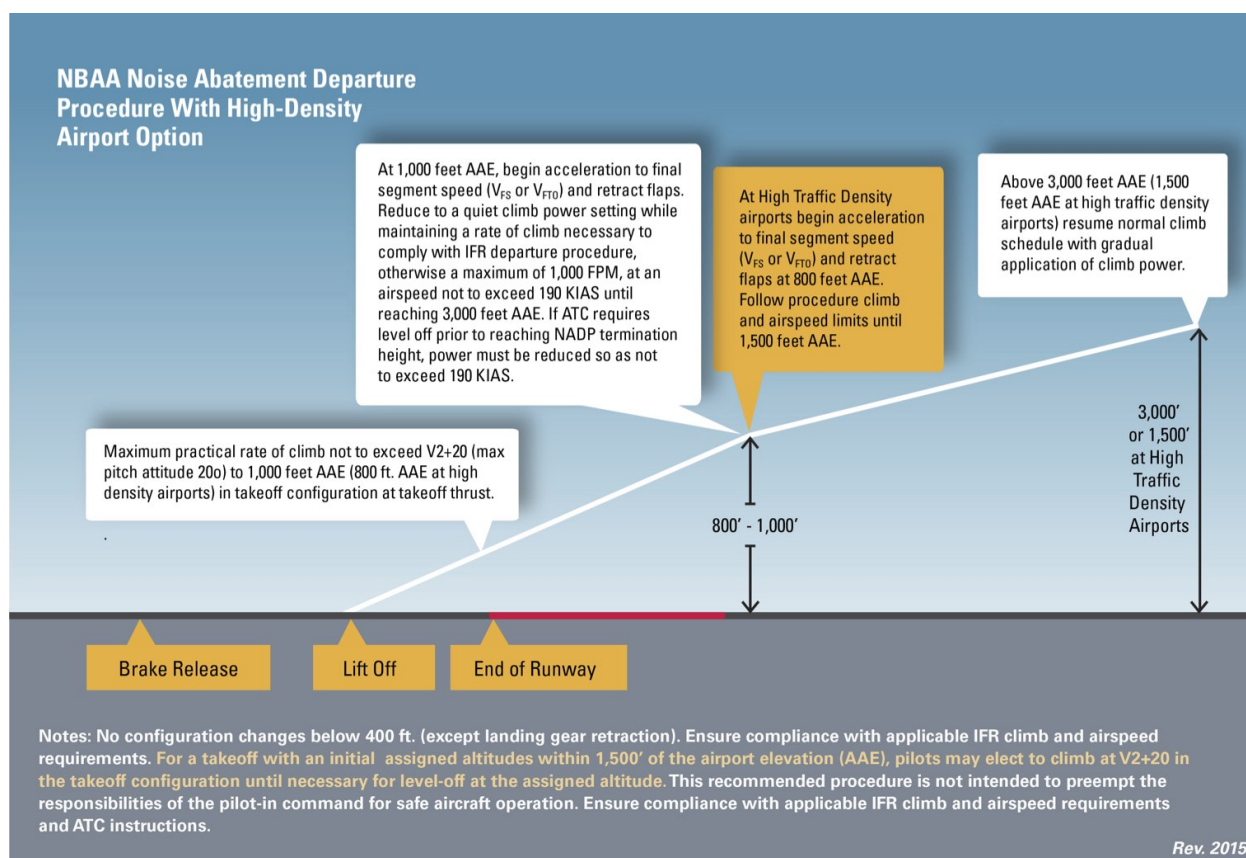 NBAA Noise Abatement Departure
Procedure With High-Density
Airport Option
At 1,000 feet AAE, begin acceleration to final
segment speed (VFS or VFTO) and retract flaps.
Reduce to a quiet climb power setting while
maintaining a rate of climb necessary to
comply with IFR departure procedure,
otherwise a maximum of 1,000 FPM, at an
airspeed not to exceed 190 KIAS until
reaching 3,000 feet AAE. If ATC requires
level off prior to reaching NADP termination
height, power must be reduced so as not
to exceed 190 KIAS.
At High Traffic Density
airports begin acceleration
to final segment speed
(VFS or VFTO) and retract
flaps at 800 feet AAE.
Follow procedure climb
and airspeed limits until
1,500 feet AAE.
Above 3,000 feet AAE (1,500
feet AAE at high traffic density
airports) resume normal climb
schedule with gradual
application of climb power.
Maximum practical rate of climb not to exceed V2+20 (max
pitch attitude 20o) to 1,000 feet AAE (800 ft. AAE at high
density airports) in takeoff configuration at takeoff thrust.
.
800’ - 1,000’
3,000’
or 1,500’
at High
Traffic
Density
Airports
Brake Release
Lift Off
End of Runway
Notes: No configuration changes below 400 ft. (except landing gear retraction). Ensure compliance with applicable IFR climb and airspeed
requirements. For a takeoff with an initial assigned altitudes within 1,500’ of the airport elevation (AAE), pilots may elect to climb at V2+20 in
the takeoff configuration until necessary for level-off at the assigned altitude. This recommended procedure is not intended to preempt the
responsibilities of the pilot-in command for safe aircraft operation. Ensure compliance with applicable IFR climb and airspeed requirements
and ATC instructions.
Rev. 2015